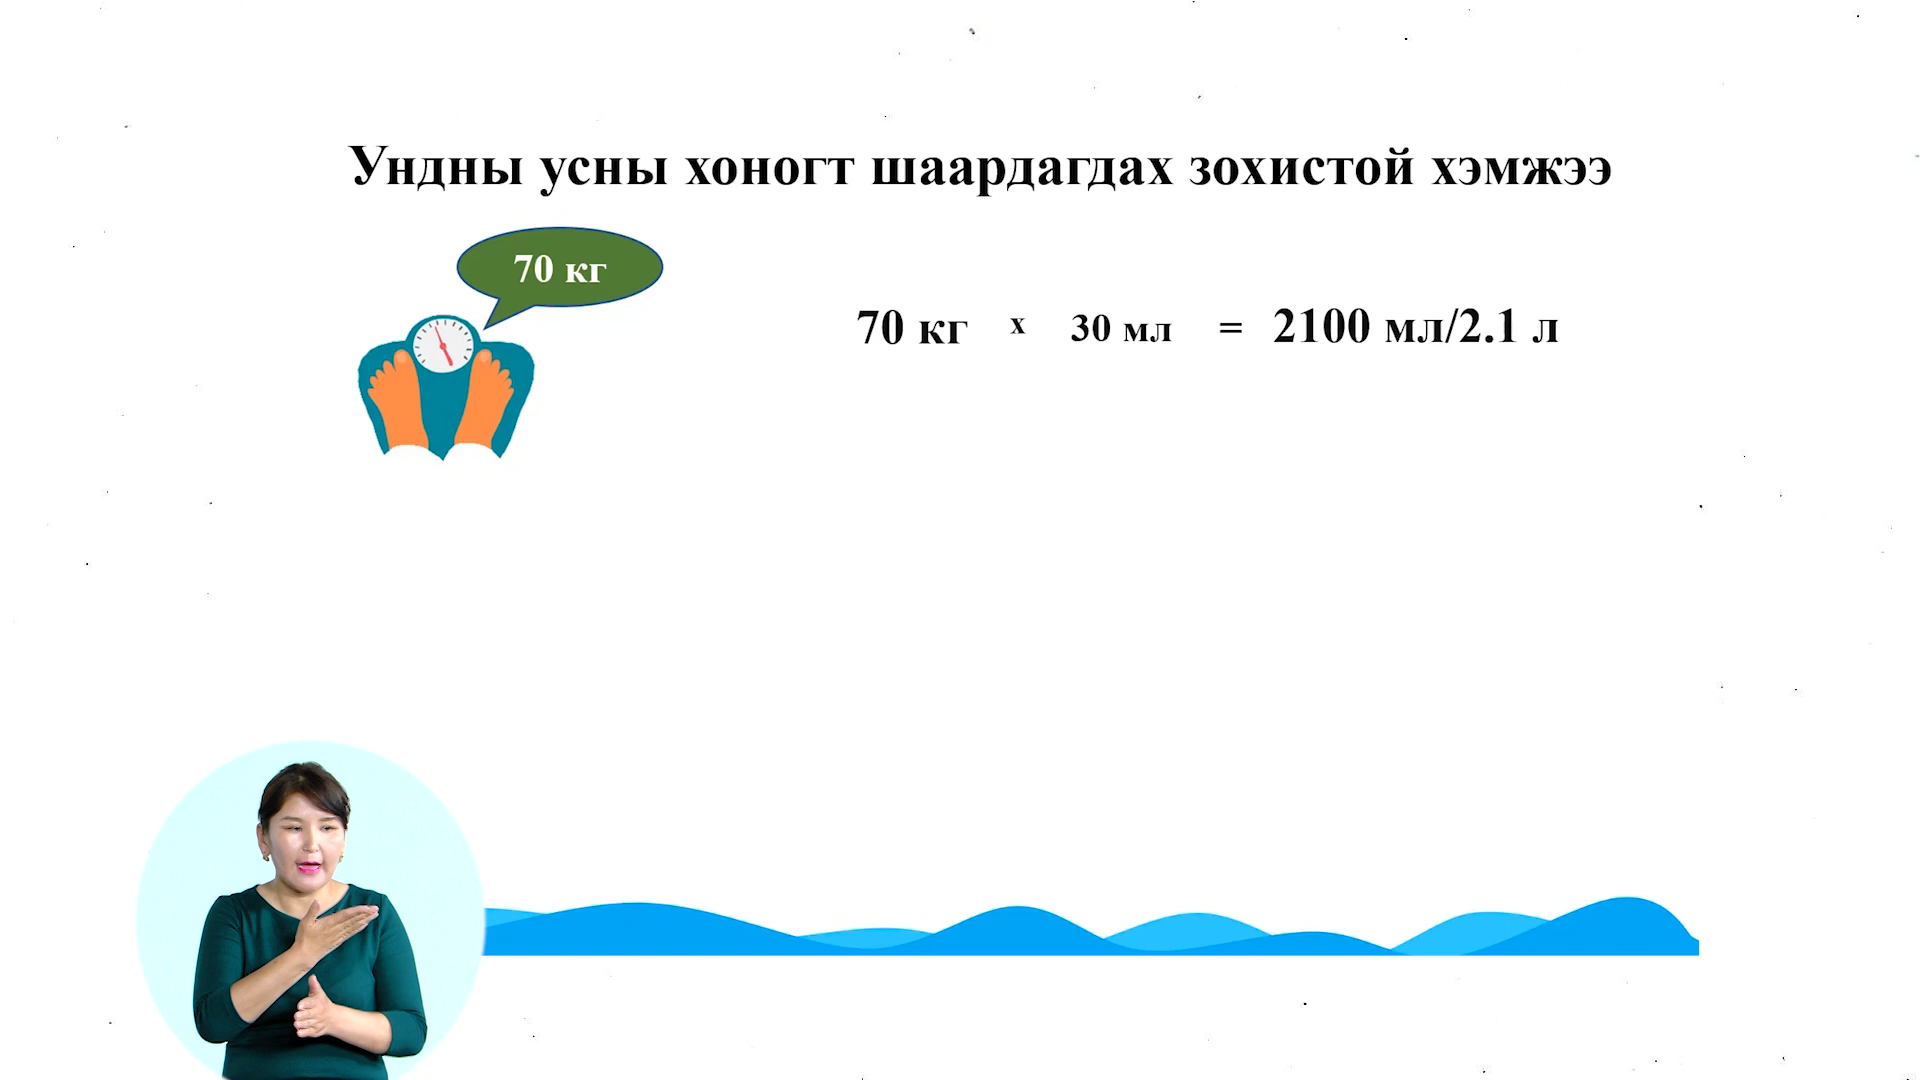 Ундны усны хоногт шаардагдах зохистой хэмжээ
70 кг
70 кг х 30 мл = 2100 мл/2.1 л